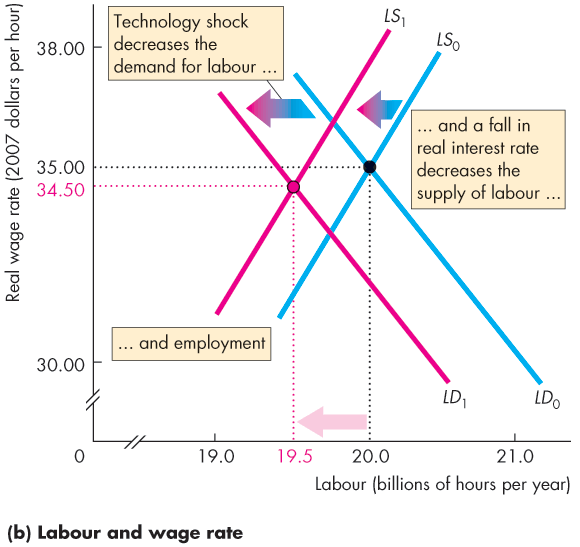 Real wage rate (2007 dollars per hour)
38.00
35.00
34.50
30.00
Technology shock
decreases the
demand for labour ...
LS1
LS0
... and a fall in
real interest rate
decreases the
supply of labour ...
... and employment
LD1
LD0
0
19.0
19.5
20.0
21.0
Labour (billions of hours per year)
(b) Labour and wage rate